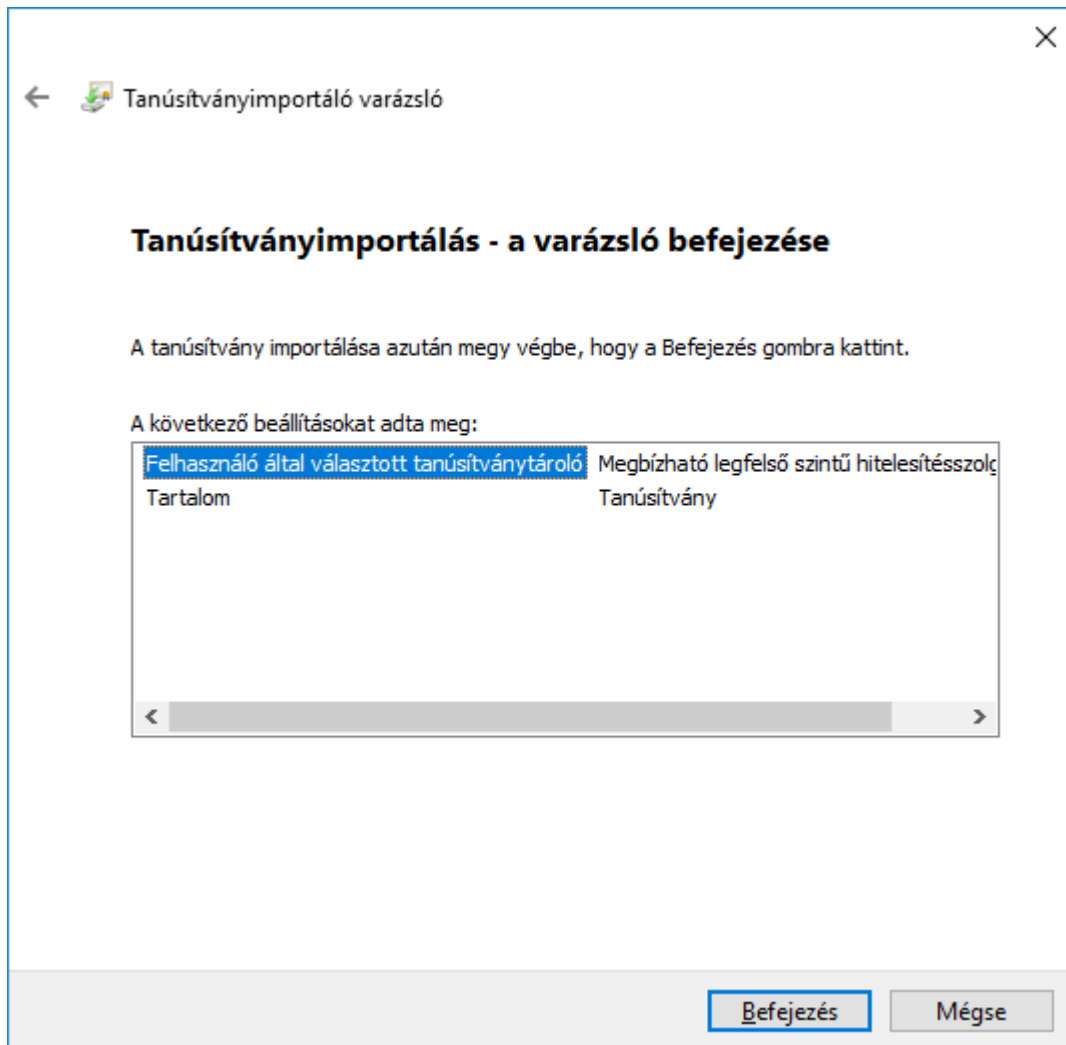 Tanúsítványimportáló varázsló
Tanúsítványimportálás - a varázsló befejezése
A tanúsítvány importálása azután megy végbe, hogy a Befejezés gombra kattint.
A következő beállításokat adta meg:
Felhasználó által választott tanúsítványtároló Megbízható legfelső szintű hitelesítésszolg
Tartalom Tanúsítvány
Befejezés Mégse